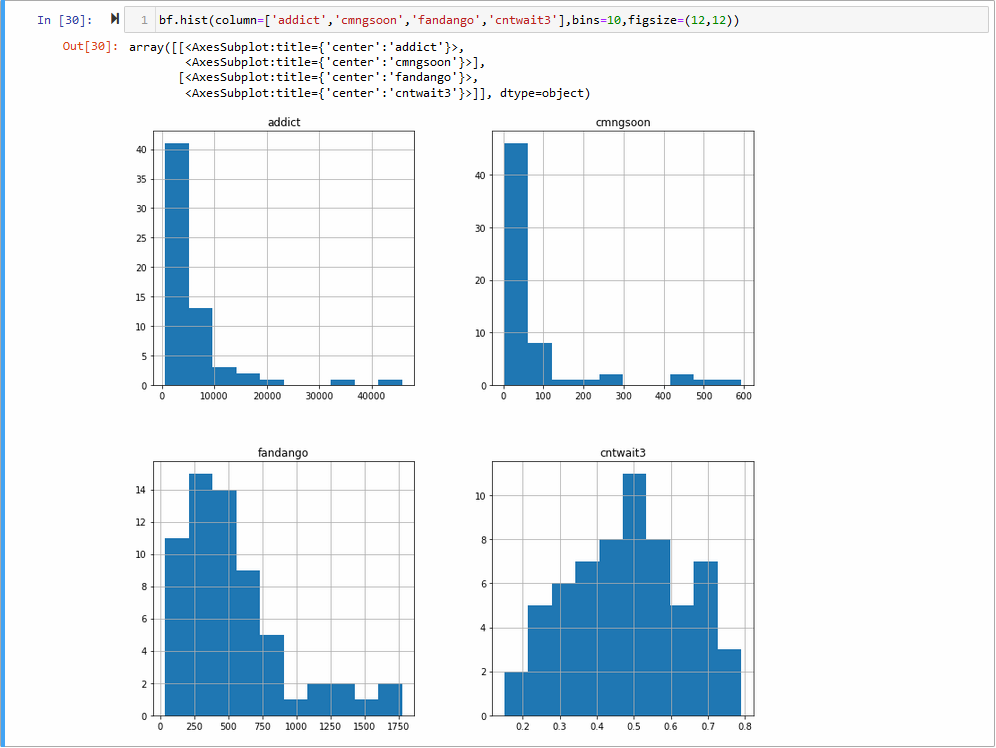 In [30]: 1 bf.hist(column=['addict','cmngsoon','fandango','cntwait3'],bins=10,figsize=(12,12))
Out[30]: array([[<AxesSubplot:title={'center':'addict'}>,
<AxesSubplot:title={'center':'cmngsoon'}>],
[<AxesSubplot:title={'center':'fandango'}>,
<AxesSubplot:title={'center':'cntwait3'}>]], dtype=object)
addict
40
35
30
25
20
15
10
5
0
0 10000 20000 30000 40000
cmngsoon
40
30
20
10
0
0 100 200 300 400 500 600
fandango
14
12
10
8
6
4
2
0
0 250 500 750 1000 1250 1500 1750
cntwait3
10
8
6
4
2
0
0.2 0.3 0.4 0.5 0.6 0.7 0.8